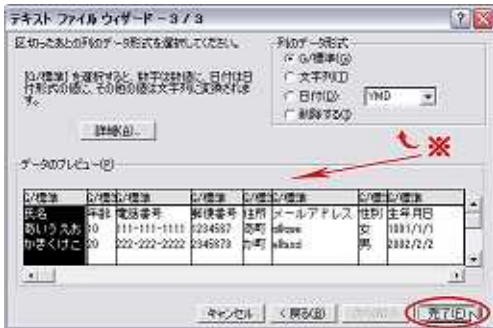 テキスト ファイル ウィザード - 3 / 3
区切ったあとの列のデータ形式を選択してください。
[G/標準] を選択すると、数字は数値に、日付は日
付形式の値に、その他の値は文字列に変換されま
す。
詳細(A)...
列のデータ形式
G/標準(G)
文字列(T)
日付(D): YMD
削除する(I)
※
データのプレビュー(P)
G/標準 G/標準 G/標準 G/標準 G/標準 G/標準 G/標準 G/標準
氏名 年齢 電話番号 郵便番号 住所 メールアドレス 性別 生年月日
あいうえお 10 111-111-1111 1234567 あ町 女 1981/1/1
かきくけこ 20 222-222-2222 2345678 か町 男 2002/2/2
キャンセル < 戻る(B) 完了(F)